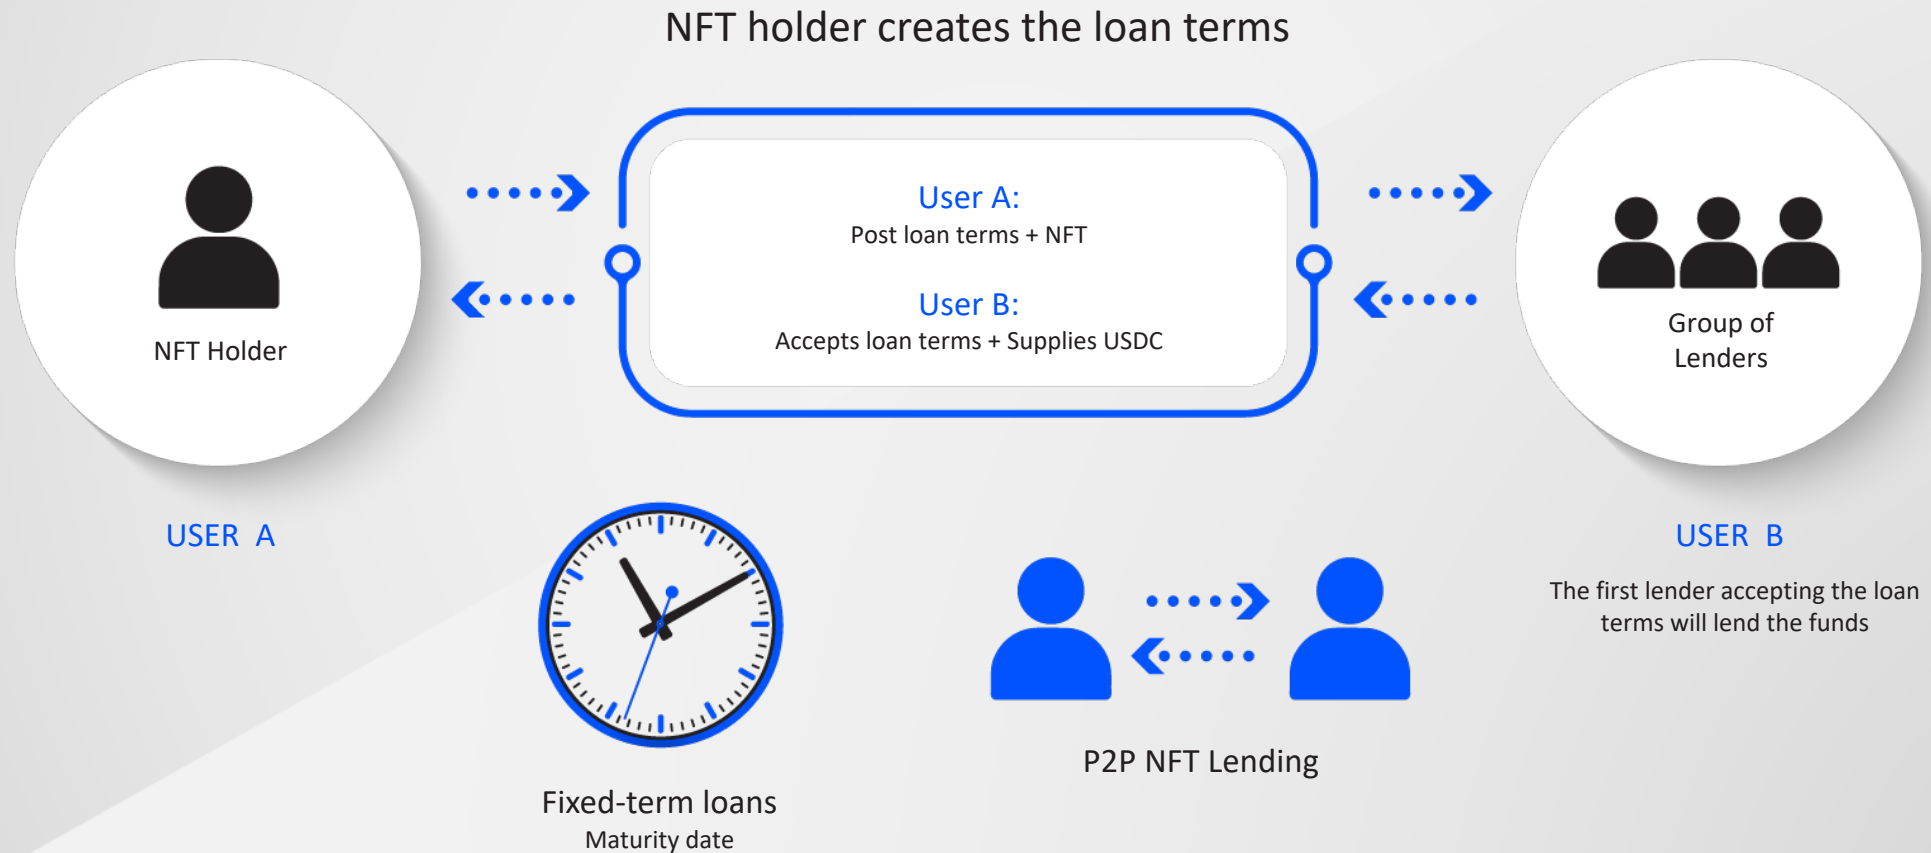 NFT holder creates the loan terms
NFT Holder
USER A
User A:
Post loan terms + NFT
User B:
Accepts loan terms + Supplies USDC
Group of
Lenders
USER B
The first lender accepting the loan
terms will lend the funds
Fixed-term loans
Maturity date
P2P NFT Lending